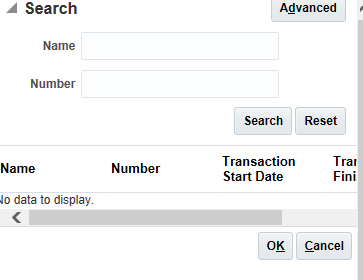 Search
Advanced
Name
Number
Search Reset
Name Number Transaction Start Date
No data to display.
OK Cancel